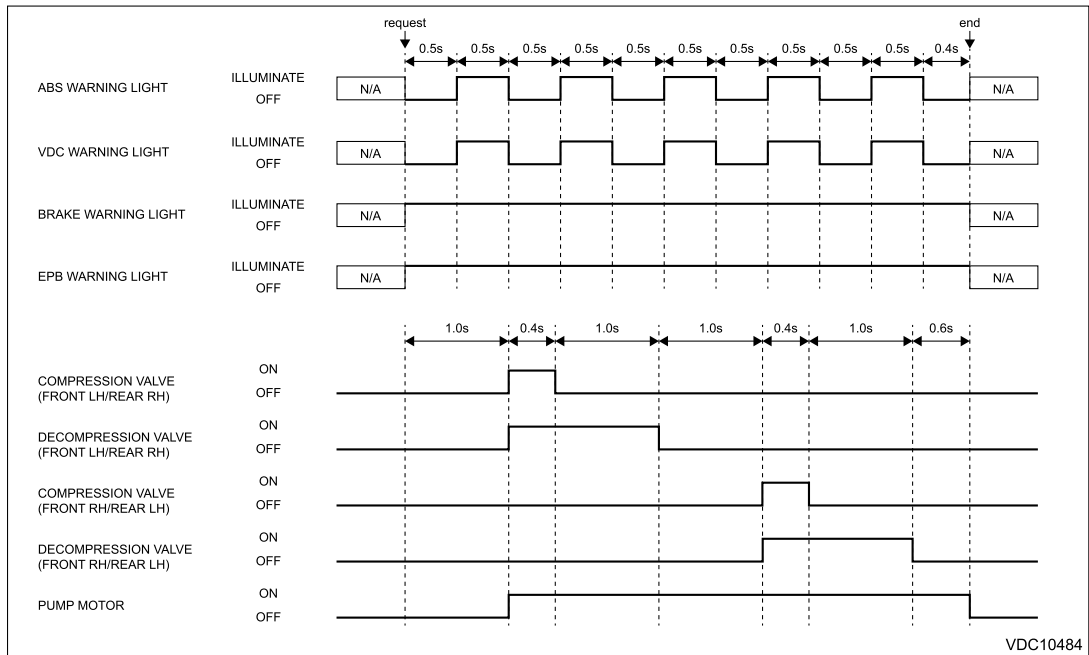 request end
0.5s 0.5s 0.5s 0.5s 0.5s 0.5s 0.5s 0.5s 0.5s 0.5s 0.4s
ABS WARNING LIGHT ILLUMINATE
OFF
N/A N/A
VDC WARNING LIGHT ILLUMINATE
OFF
N/A N/A
BRAKE WARNING LIGHT ILLUMINATE
OFF
N/A N/A
EPB WARNING LIGHT ILLUMINATE
OFF
N/A N/A
1.0s 0.4s 1.0s 1.0s 0.4s 1.0s 0.6s
COMPRESSION VALVE
(FRONT LH/REAR RH)
ON
OFF
DECOMPRESSION VALVE
(FRONT LH/REAR RH)
ON
OFF
COMPRESSION VALVE
(FRONT RH/REAR LH)
ON
OFF
DECOMPRESSION VALVE
(FRONT RH/REAR LH)
ON
OFF
PUMP MOTOR
ON
OFF
VDC10484